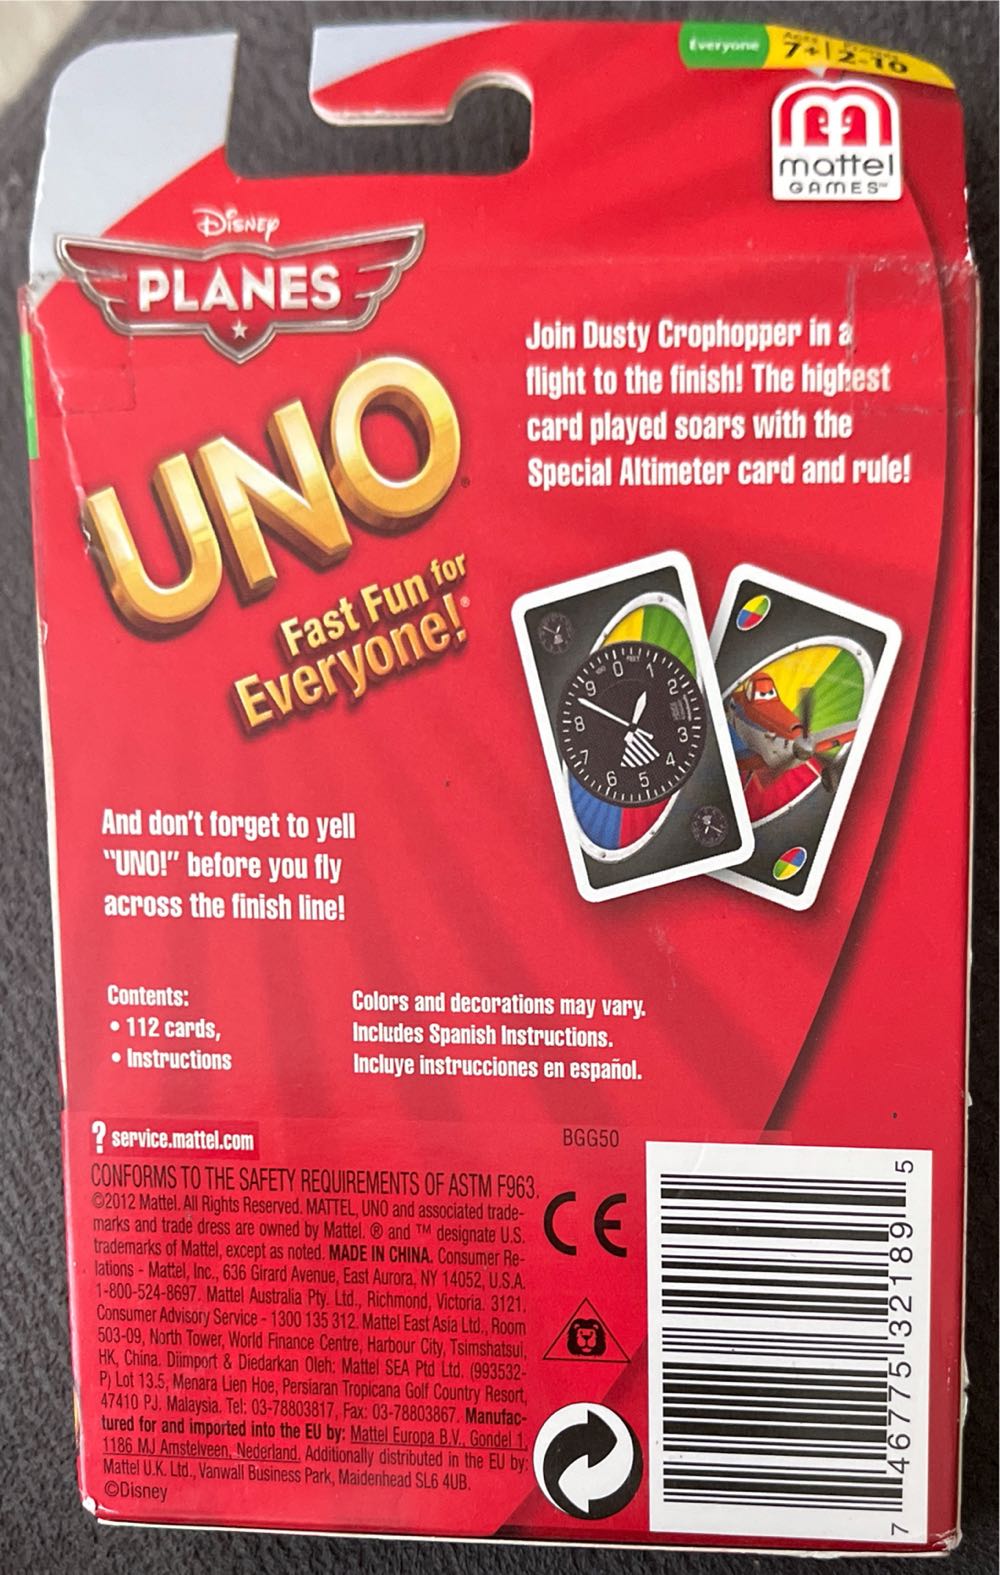 Everyone
AGES
7+ | 2-10
mattel
GAMES™
Disney
PLANES
UNO®
Fast Fun for
Everyone!®
Join Dusty Crophopper in a
flight to the finish! The highest
card played soars with the
Special Altimeter card and rule!
0 1 2 3 4 5 6 7 8 9
And don't forget to yell
"UNO!" before you fly
across the finish line!
Contents:
• 112 cards,
• Instructions
Colors and decorations may vary.
Includes Spanish Instructions.
Incluye instrucciones en español.
? service.mattel.com
BGG50
CONFORMS TO THE SAFETY REQUIREMENTS OF ASTM F963.
©2012 Mattel. All Rights Reserved. MATTEL, UNO and associated trade-
marks and trade dress are owned by Mattel. ® and ™ designate U.S.
trademarks of Mattel, except as noted. MADE IN CHINA. Consumer Re-
lations - Mattel, Inc., 636 Girard Avenue, East Aurora, NY 14052, U.S.A.
1-800-524-8697. Mattel Australia Pty. Ltd., Richmond, Victoria. 3121.
Consumer Advisory Service - 1300 135 312. Mattel East Asia Ltd., Room
503-09, North Tower, World Finance Centre, Harbour City, Tsimshatsui,
HK, China. Diimport & Diedarkan Oleh: Mattel SEA Ptd Ltd. (993532-
P) Lot 13.5, Menara Lien Hoe, Persiaran Tropicana Golf Country Resort,
47410 PJ. Malaysia. Tel: 03-78803817, Fax: 03-78803867. Manufac-
tured for and imported into the EU by: Mattel Europa B.V., Gondel 1,
1186 MJ Amstelveen, Nederland. Additionally distributed in the EU by:
Mattel U.K. Ltd., Vanwall Business Park, Maidenhead SL6 4UB.
©Disney
CE
7 46775 32189 5